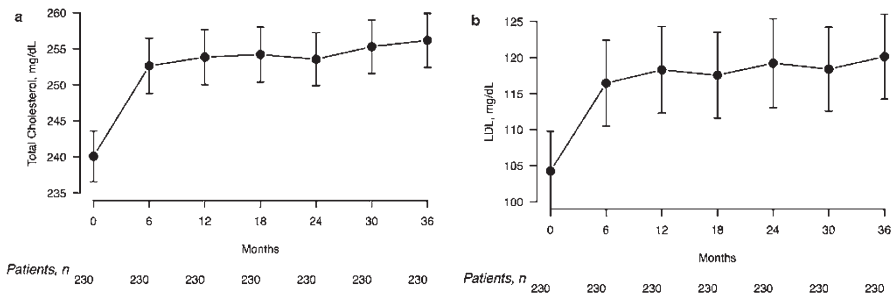 a
Total Cholesterol, mg/dL
260
255
250
245
240
235
0 6 12 18 24 30 36
Months
Patients, n 230 230 230 230 230 230 230
b
LDL, mg/dL
125
120
115
110
105
100
0 6 12 18 24 30 36
Months
Patients, n 230 230 230 230 230 230 230